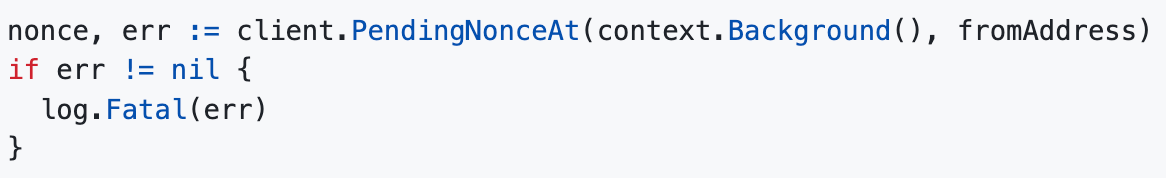 nonce, err := client.PendingNonceAt(context.Background(), fromAddress)
if err != nil {
  log.Fatal(err)
}